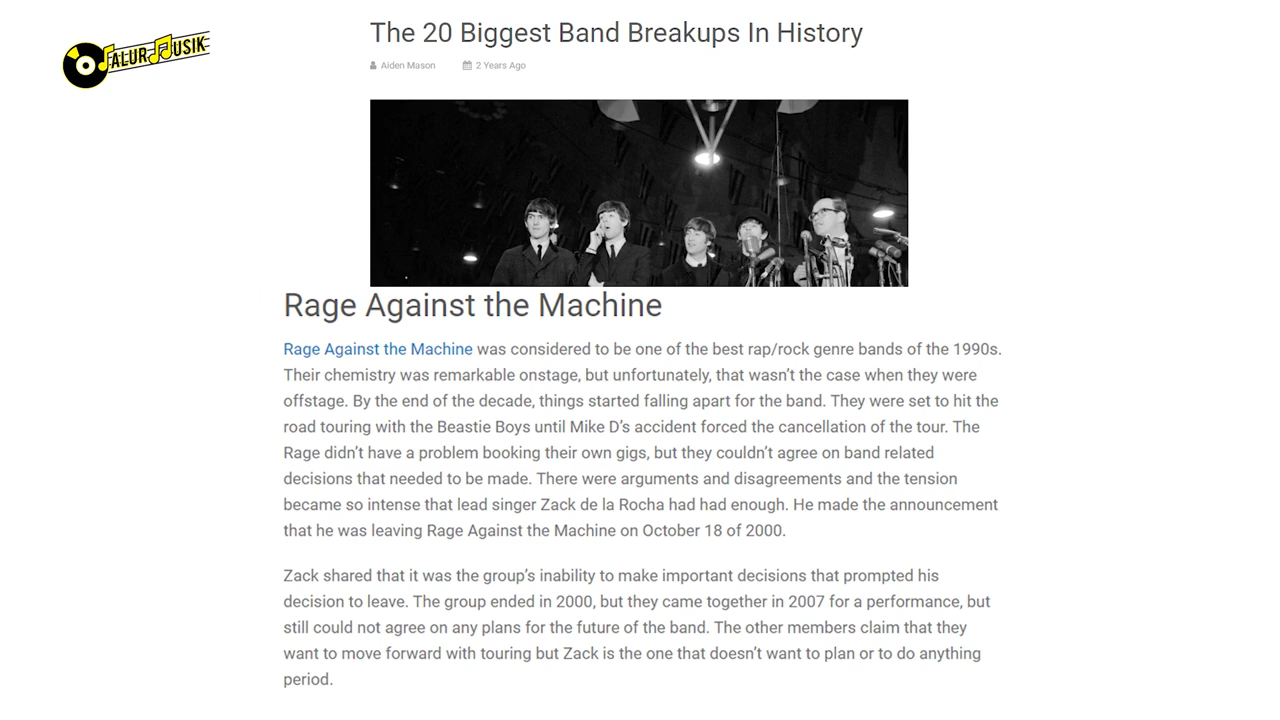 ALUR MUSIK
The 20 Biggest Band Breakups In History
Aiden Mason 2 Years Ago
Rage Against the Machine
Rage Against the Machine was considered to be one of the best rap/rock genre bands of the 1990s.
Their chemistry was remarkable onstage, but unfortunately, that wasn't the case when they were
offstage. By the end of the decade, things started falling apart for the band. They were set to hit the
road touring with the Beastie Boys until Mike D's accident forced the cancellation of the tour. The
Rage didn't have a problem booking their own gigs, but they couldn't agree on band related
decisions that needed to be made. There were arguments and disagreements and the tension
became so intense that lead singer Zack de la Rocha had had enough. He made the announcement
that he was leaving Rage Against the Machine on October 18 of 2000.
Zack shared that it was the group's inability to make important decisions that prompted his
decision to leave. The group ended in 2000, but they came together in 2007 for a performance, but
still could not agree on any plans for the future of the band. The other members claim that they
want to move forward with touring but Zack is the one that doesn't want to plan or to do anything
period.